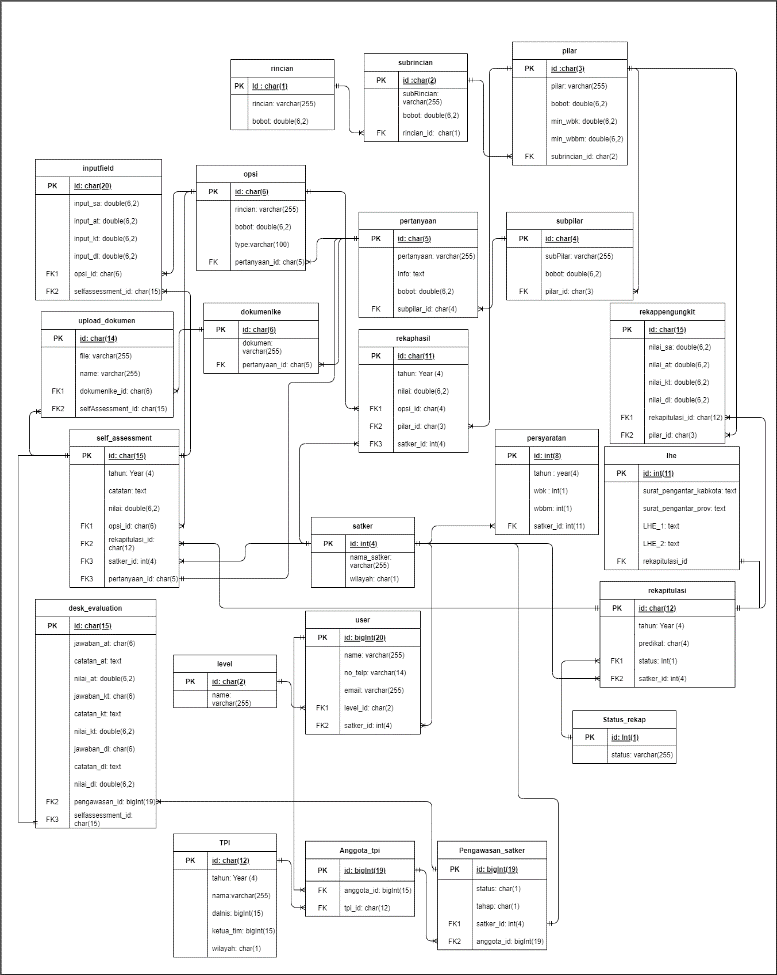 rincian
PK id : char(1)
rincian: varchar(255)
bobot: double(6,2)
subrincian
PK id :char(2)
subRincian:
varchar(255)
bobot: double(6,2)
FK rincian_id: char(1)
pilar
PK id :char(3)
pilar: varchar(255)
bobot: double(6,2)
min_wbk: double(6,2)
min_wbbm: double(6,2)
FK subrincian_id: char(2)
inputfield
PK id: char(20)
input_sa: double(6,2)
input_at: double(6,2)
input_kt: double(6,2)
input_dl: double(6,2)
FK1 opsi_id: char(6)
FK2 selfassessment_id: char(15)
opsi
PK id: char(6)
rincian: varchar(255)
bobot: double(6,2)
type:varchar(100)
FK pertanyaan_id: char(5)
pertanyaan
PK id: char(5)
pertanyaan: varchar(255)
Info: text
bobot: double(6,2)
FK subpilar_id: char(4)
subpilar
PK id: char(4)
subPilar: varchar(255)
bobot: double(6,2)
FK pilar_id: char(3)
upload_dokumen
PK id: char(14)
file: varchar(255)
name: varchar(255)
FK1 dokumenike_id: char(6)
FK2 selfAssessment_id: char(15)
dokumenike
PK id: char(6)
dokumen:
varchar(255)
FK pertanyaan_id: char(5)
rekaphasil
PK id: char(11)
tahun: Year (4)
nilai: double(6,2)
FK1 opsi_id: char(4)
FK2 pilar_id: char(3)
FK3 satker_id: int(4)
rekappengungkit
PK id: char(15)
nilai_sa: double(6,2)
nilai_at: double(6,2)
nilai_kt: double(6,2)
nilai_dl: double(6,2)
FK1 rekapitulasi_id: char(12)
FK2 pilar_id: char(3)
self_assessment
PK id: char(15)
tahun: Year (4)
catatan: text
nilai: double(6,2)
FK1 opsi_id: char(6)
FK2 rekapitulasi_id:
char(12)
FK3 satker_id: int(4)
FK3 pertanyaan_id: char(5)
persyaratan
PK id: int(8)
tahun : year(4)
wbk : Int(1)
wbbm: int(1)
FK satker_id: int(11)
lhe
PK id: int(11)
surat_pengantar_kabkota: text
surat_pengantar_prov: text
LHE_1: text
LHE_2: text
FK rekapitulasi_id
satker
PK id: int(4)
nama_satker:
varchar(255)
wilayah: char(1)
rekapitulasi
PK id: char(12)
tahun: Year (4)
predikat: char(4)
FK1 status: Int(1)
FK2 satker_id: int(4)
desk_evaluation
PK id: char(15)
jawaban_at: char(6)
catatan_at: text
nilai_at: double(6,2)
jawaban_kt: char(6)
catatan_kt: text
nilai_kt: double(6,2)
jawaban_dl: char(6)
catatan_dl: text
nilai_dl: double(6,2)
FK2 pengawasan_id: bigInt(19)
FK3 selfassessment_id:
char(15)
level
PK id: char(2)
name:
varchar(255)
user
PK id: bigInt(20)
name: varchar(255)
no_telp: varchar(14)
email: varchar(255)
FK1 level_id: char(2)
FK2 satker_id: int(4)
Status_rekap
PK id: Int(1)
status: varchar(255)
TPI
PK id: char(12)
tahun: Year (4)
nama:varchar(255)
dalnis: bigInt(15)
ketua_tim: bigInt(15)
wilayah: char(1)
Anggota_tpi
PK id: bigInt(19)
FK anggota_id: bigInt(15)
FK tpi_id: char(12)
Pengawasan_satker
PK id: bigInt(19)
status: char(1)
tahap: char(1)
FK1 satker_id: Int(4)
FK2 anggota_id: bigInt(19)